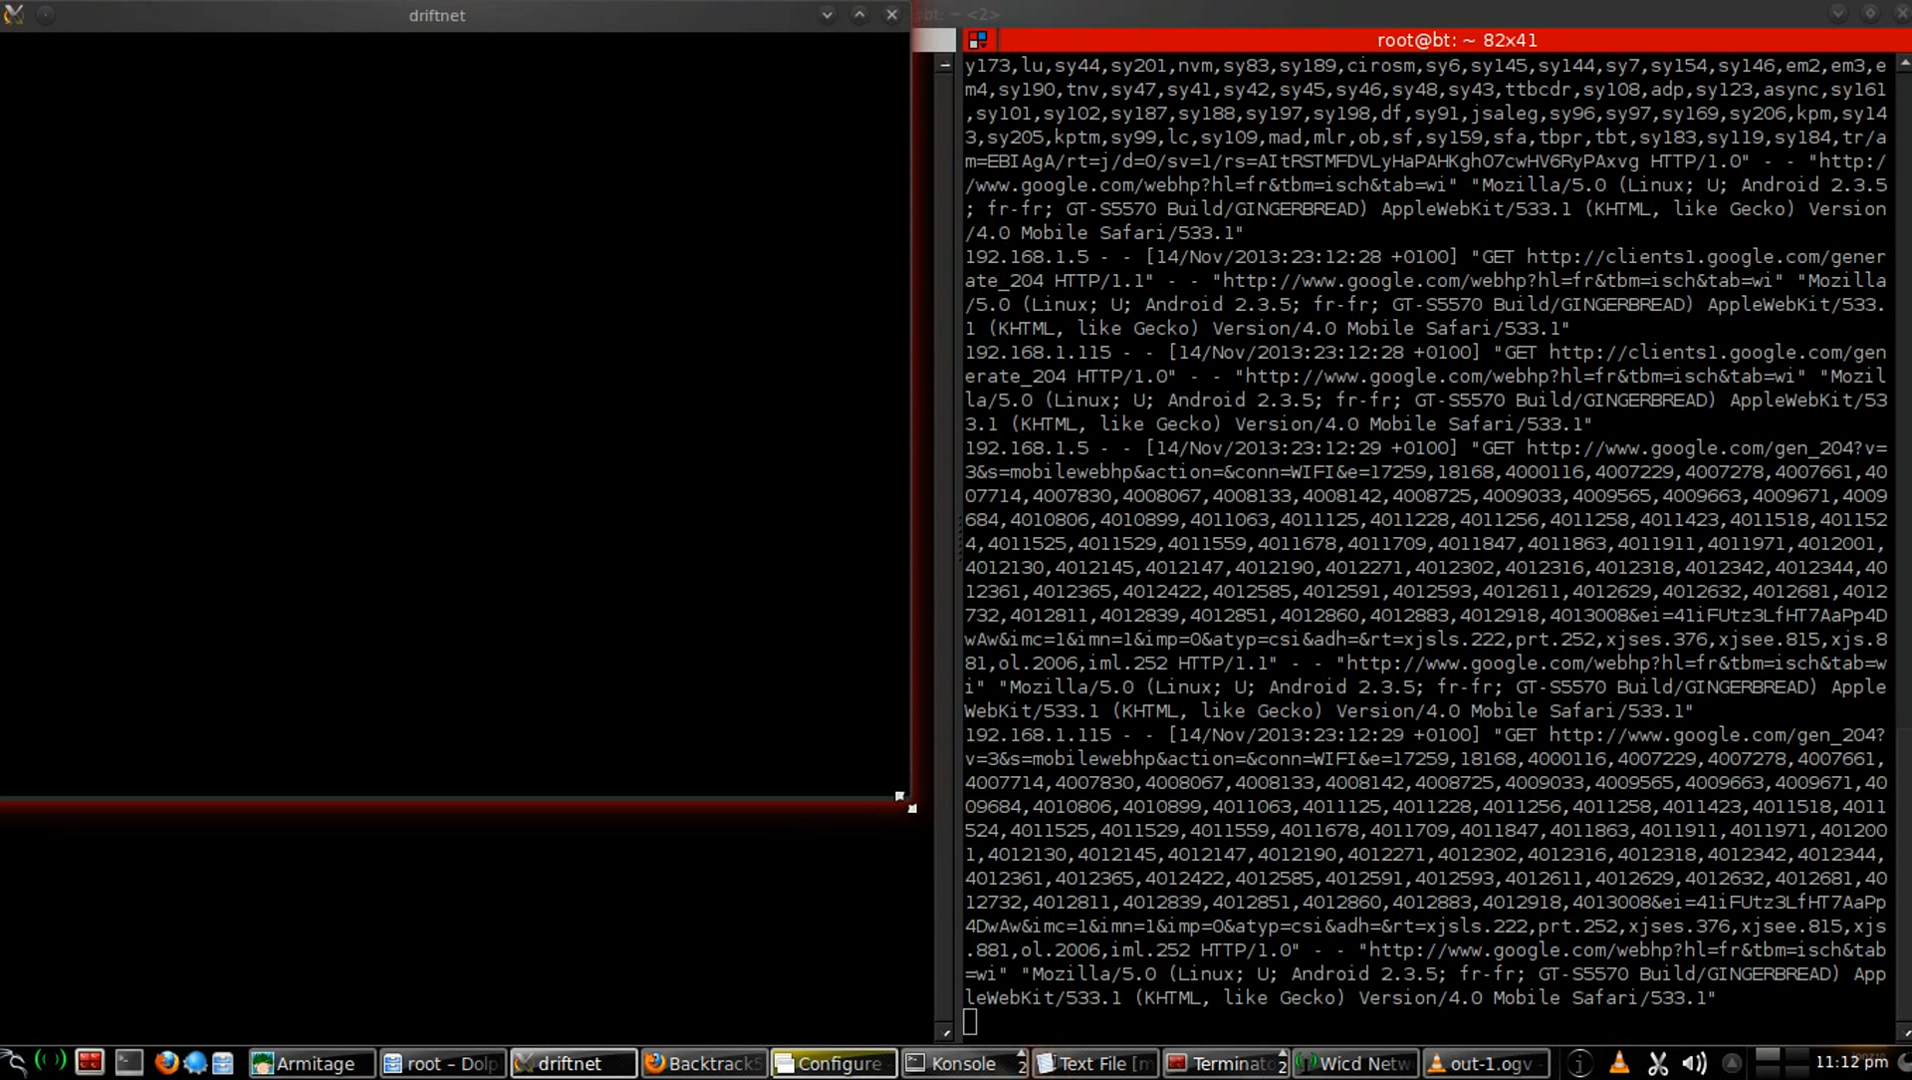 driftnet
bt: ~ <2>
root@bt: ~ 82x41
y173,lu,sy44,sy201,nvm,sy83,sy189,cirosm,sy6,sy145,sy144,sy7,sy154,sy146,em2,em3,e
m4,sy190,tnv,sy47,sy41,sy42,sy45,sy46,sy48,sy43,ttbcdr,sy108,adp,sy123,async,sy161
,sy101,sy102,sy187,sy188,sy197,sy198,df,sy91,jsaleg,sy96,sy97,sy169,sy206,kpm,sy14
3,sy205,kptm,sy99,lc,sy109,mad,mlr,ob,sf,sy159,sfa,tbpr,tbt,sy183,sy119,sy184,tr/a
m=EBIAgA/rt=j/d=0/sv=1/rs=AItRSTMFDVLyHaPAHKghO7cwHV6RyPAxvg HTTP/1.0" - - "http:/
/www.google.com/webhp?hl=fr&tbm=isch&tab=wi" "Mozilla/5.0 (Linux; U; Android 2.3.5
; fr-fr; GT-S5570 Build/GINGERBREAD) AppleWebKit/533.1 (KHTML, like Gecko) Version
/4.0 Mobile Safari/533.1"
192.168.1.5 - - [14/Nov/2013:23:12:28 +0100] "GET http://clients1.google.com/gener
ate_204 HTTP/1.1" - - "http://www.google.com/webhp?hl=fr&tbm=isch&tab=wi" "Mozilla
/5.0 (Linux; U; Android 2.3.5; fr-fr; GT-S5570 Build/GINGERBREAD) AppleWebKit/533.
1 (KHTML, like Gecko) Version/4.0 Mobile Safari/533.1"
192.168.1.115 - - [14/Nov/2013:23:12:28 +0100] "GET http://clients1.google.com/gen
erate_204 HTTP/1.0" - - "http://www.google.com/webhp?hl=fr&tbm=isch&tab=wi" "Mozil
la/5.0 (Linux; U; Android 2.3.5; fr-fr; GT-S5570 Build/GINGERBREAD) AppleWebKit/53
3.1 (KHTML, like Gecko) Version/4.0 Mobile Safari/533.1"
192.168.1.5 - - [14/Nov/2013:23:12:29 +0100] "GET http://www.google.com/gen_204?v=
3&s=mobilewebhp&action=&conn=WIFI&e=17259,18168,4000116,4007229,4007278,4007661,40
07714,4007830,4008067,4008133,4008142,4008725,4009033,4009565,4009663,4009671,4009
684,4010806,4010899,4011063,4011125,4011228,4011256,4011258,4011423,4011518,401152
4,4011525,4011529,4011559,4011678,4011709,4011847,4011863,4011911,4011971,4012001,
4012130,4012145,4012147,4012190,4012271,4012302,4012316,4012318,4012342,4012344,40
12361,4012365,4012422,4012585,4012591,4012593,4012611,4012629,4012632,4012681,4012
732,4012811,4012839,4012851,4012860,4012883,4012918,4013008&ei=41iFUtz3LfHT7AaPp4D
wAw&imc=1&imn=1&imp=0&atyp=csi&adh=&rt=xjsls.222,prt.252,xjses.376,xjsee.815,xjs.8
81,ol.2006,iml.252 HTTP/1.1" - - "http://www.google.com/webhp?hl=fr&tbm=isch&tab=w
i" "Mozilla/5.0 (Linux; U; Android 2.3.5; fr-fr; GT-S5570 Build/GINGERBREAD) Apple
WebKit/533.1 (KHTML, like Gecko) Version/4.0 Mobile Safari/533.1"
192.168.1.115 - - [14/Nov/2013:23:12:29 +0100] "GET http://www.google.com/gen_204?
v=3&s=mobilewebhp&action=&conn=WIFI&e=17259,18168,4000116,4007229,4007278,4007661,
4007714,4007830,4008067,4008133,4008142,4008725,4009033,4009565,4009663,4009671,40
09684,4010806,4010899,4011063,4011125,4011228,4011256,4011258,4011423,4011518,4011
524,4011525,4011529,4011559,4011678,4011709,4011847,4011863,4011911,4011971,401200
1,4012130,4012145,4012147,4012190,4012271,4012302,4012316,4012318,4012342,4012344,
4012361,4012365,4012422,4012585,4012591,4012593,4012611,4012629,4012632,4012681,40
12732,4012811,4012839,4012851,4012860,4012883,4012918,4013008&ei=41iFUtz3LfHT7AaPp
4DwAw&imc=1&imn=1&imp=0&atyp=csi&adh=&rt=xjsls.222,prt.252,xjses.376,xjsee.815,xjs
.881,ol.2006,iml.252 HTTP/1.0" - - "http://www.google.com/webhp?hl=fr&tbm=isch&tab
=wi" "Mozilla/5.0 (Linux; U; Android 2.3.5; fr-fr; GT-S5570 Build/GINGERBREAD) App
leWebKit/533.1 (KHTML, like Gecko) Version/4.0 Mobile Safari/533.1"
Armitage
root – Dolp
driftnet
Backtrack5
Configure
Konsole 2
Text File [m
Terminator 2
Wicd Netw
out-1.ogv
11:12 pm